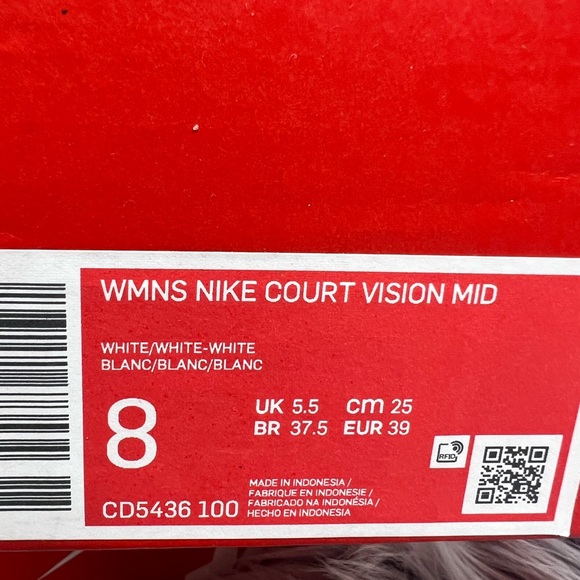 WMNS NIKE COURT VISION MID
WHITE/WHITE-WHITE
BLANC/BLANC/BLANC
8
UK 5.5 cm 25
BR 37.5 EUR 39
RFID
CD5436 100
MADE IN INDONESIA /
FABRIQUE EN INDONESIE /
FABRICADO NA INDONÉSIA /
HECHO EN INDONESIA